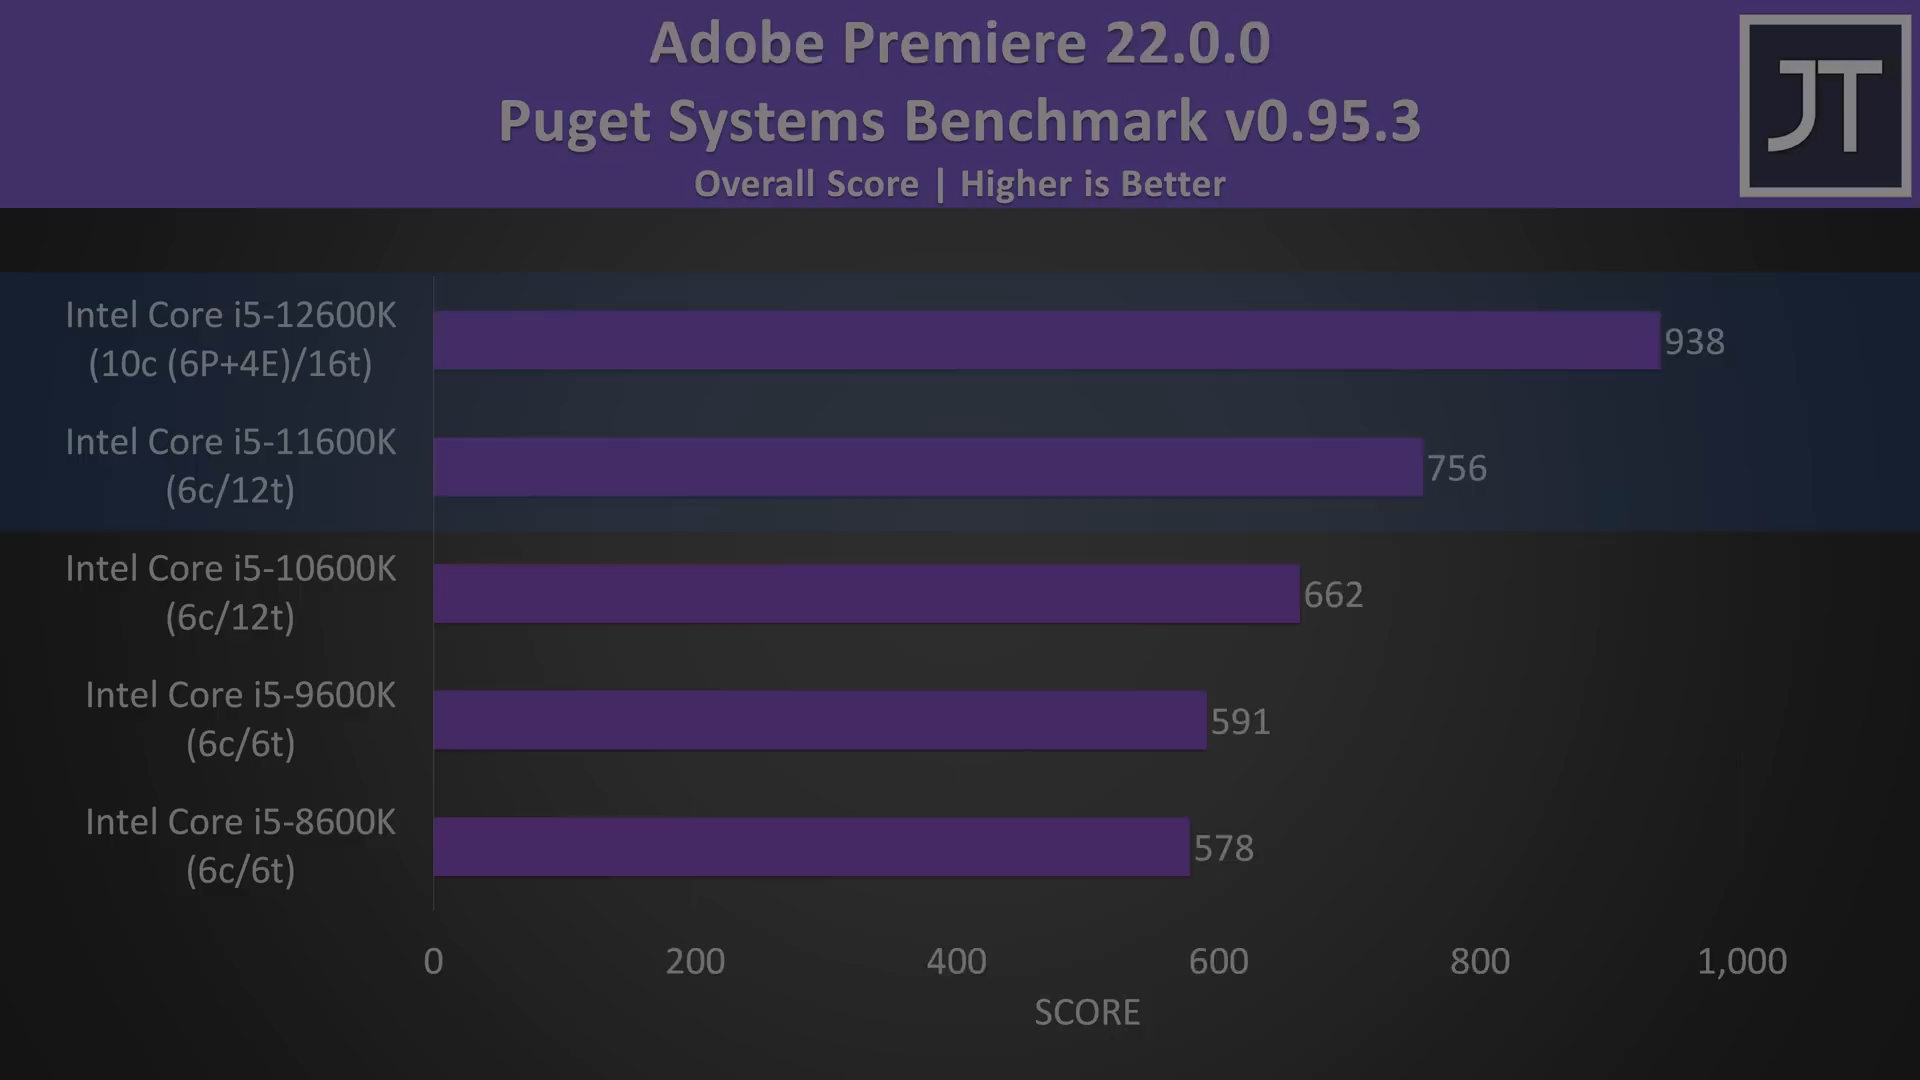 Adobe Premiere 22.0.0
Puget Systems Benchmark v0.95.3
Overall Score | Higher is Better
JT
Intel Core i5-12600K
(10c (6P+4E)/16t)
938
Intel Core i5-11600K
(6c/12t)
756
Intel Core i5-10600K
(6c/12t)
662
Intel Core i5-9600K
(6c/6t)
591
Intel Core i5-8600K
(6c/6t)
578
0 200 400 600 800 1,000
SCORE